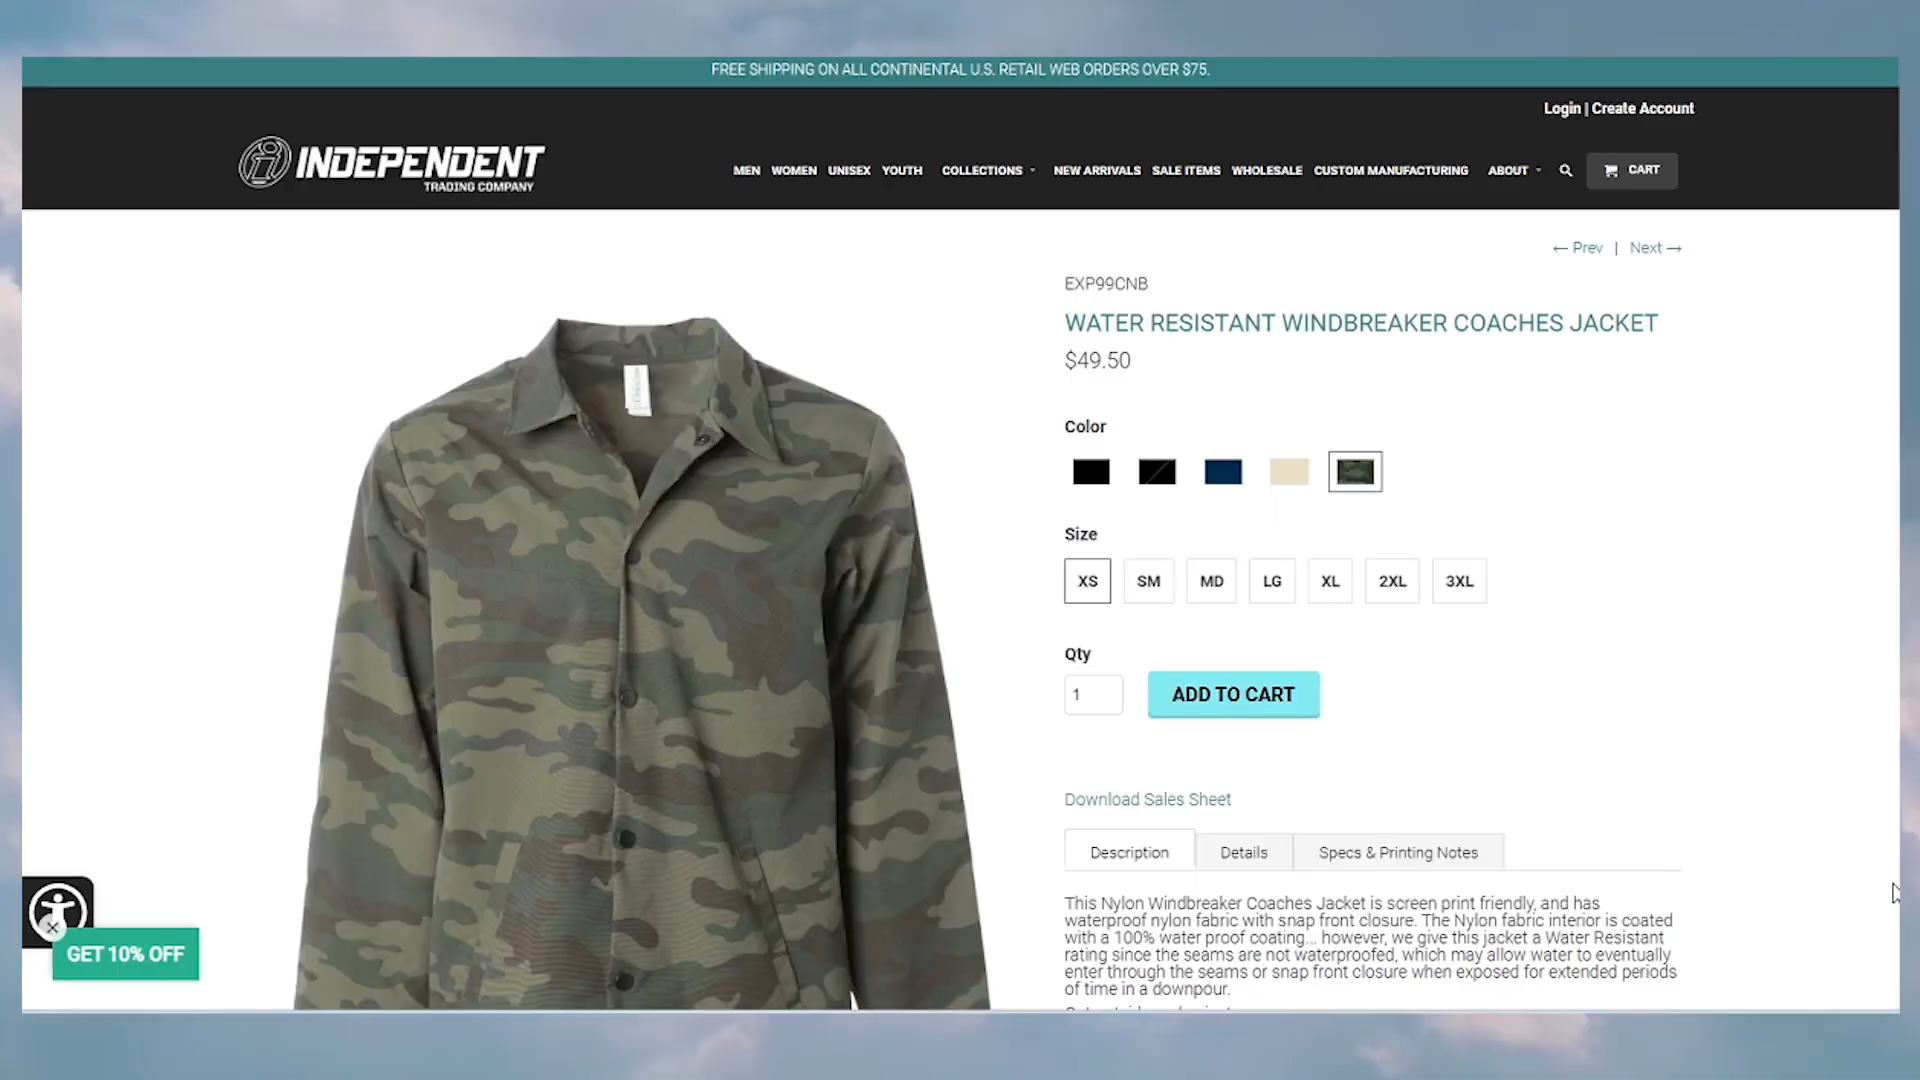 FREE SHIPPING ON ALL CONTINENTAL U.S. RETAIL WEB ORDERS OVER $75.
Login | Create Account
INDEPENDENT
TRADING COMPANY
MEN WOMEN UNISEX YOUTH COLLECTIONS NEW ARRIVALS SALE ITEMS WHOLESALE CUSTOM MANUFACTURING ABOUT CART
← Prev | Next →
EXP99CNB
WATER RESISTANT WINDBREAKER COACHES JACKET
$49.50
Color
Size
XS SM MD LG XL 2XL 3XL
Qty
1 ADD TO CART
Download Sales Sheet
Description Details Specs & Printing Notes
This Nylon Windbreaker Coaches Jacket is screen print friendly, and has
waterproof nylon fabric with snap front closure. The Nylon fabric interior is coated
with a 100% water proof coating... however, we give this jacket a Water Resistant
rating since the seams are not waterproofed, which may allow water to eventually
enter through the seams or snap front closure when exposed for extended periods
of time in a downpour.
GET 10% OFF